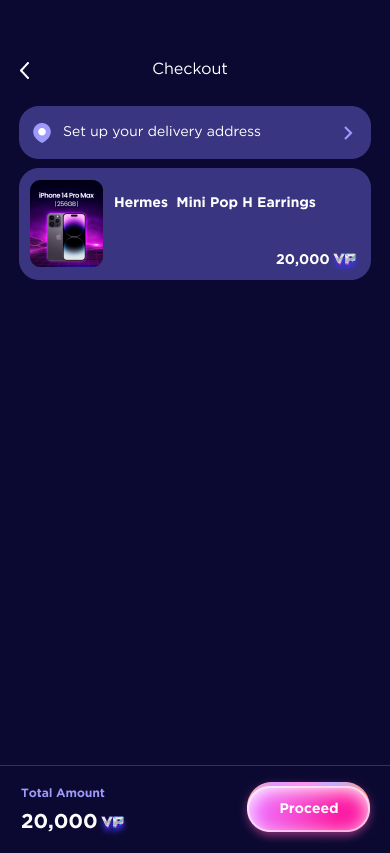 Checkout
Set up your delivery address
iPhone 14 Pro Max
|256GB|
Hermes Mini Pop H Earrings
20,000 VP
Total Amount
20,000 VP
Proceed